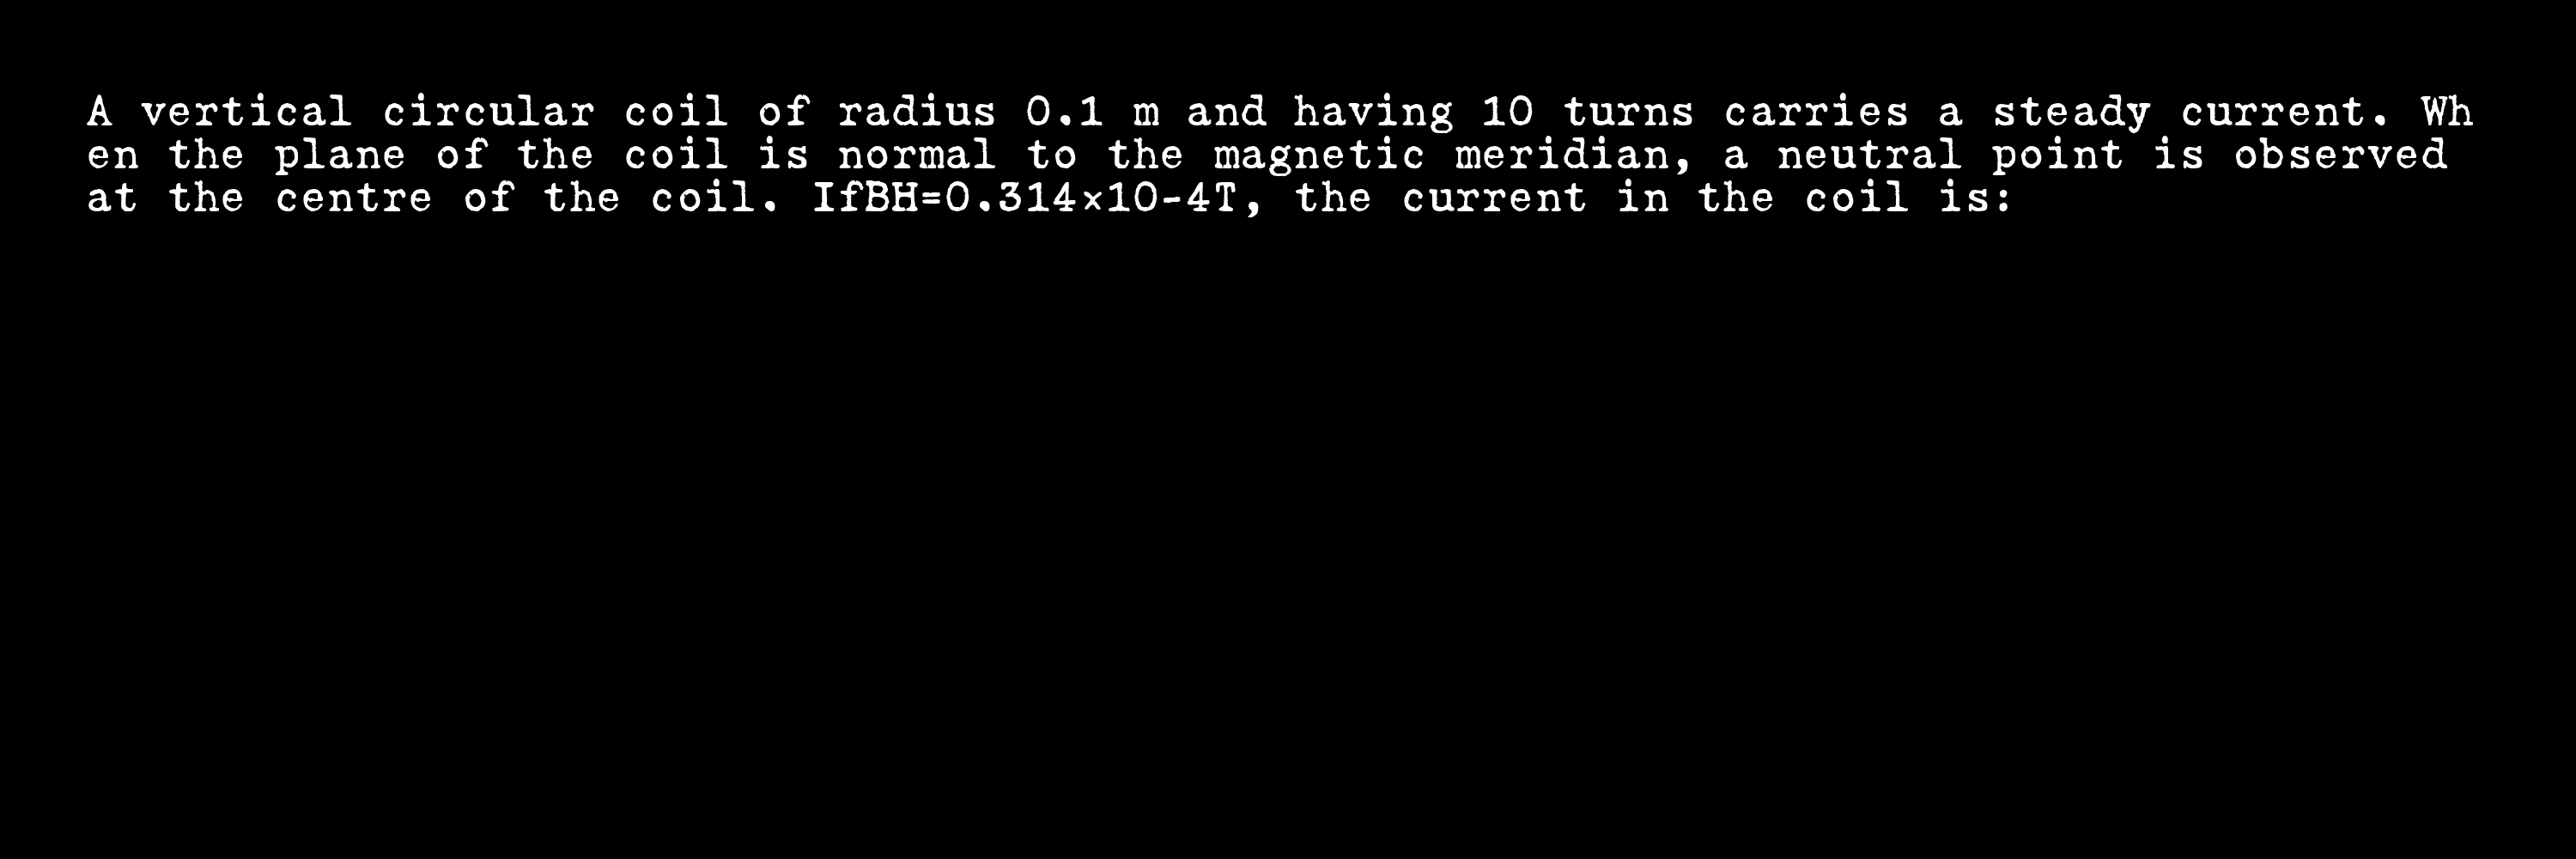 A vertical circular coil of radius 0.1 m and having 10 turns carries a steady current. Wh
en the plane of the coil is normal to the magnetic meridian, a neutral point is observed
at the centre of the coil. IfBH=0.314×10-4T, the current in the coil is: